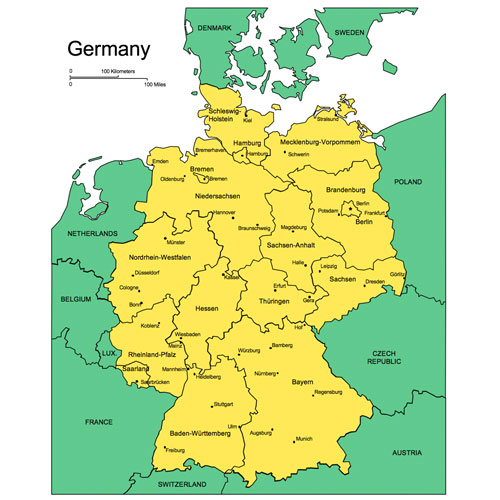 DENMARK
SWEDEN
Germany
0 100 Kilometers
0 100 Miles
Schleswig-
Holstein
Kiel
Stralsund
Mecklenburg-Vorpommern
Hamburg
Hamburg
Schwerin
Bremerhaven
Emden
Bremen
Bremen
Oldenburg
Niedersachsen
Brandenburg
POLAND
Berlin
Potsdam
Frankfurt
Berlin
Hannover
Braunschweig
Magdeburg
NETHERLANDS
Münster
Sachsen-Anhalt
Nordrhein-Westfalen
Halle
Leipzig
Görlitz
Düsseldorf
Kassel
Sachsen
Dresden
Cologne
Erfurt
BELGIUM
Bonn
Hessen
Thüringen
Gera
Koblenz
Hof
Wiesbaden
Mainz
Bamberg
LUX.
Rheinland-Pfalz
Würzburg
CZECH
REPUBLIC
Saarland
Mannheim
Heidelberg
Nürnberg
Saarbrücken
Bayern
Regensburg
Stuttgart
FRANCE
Ulm
Augsburg
Baden-Württemberg
Munich
Freiburg
AUSTRIA
SWITZERLAND